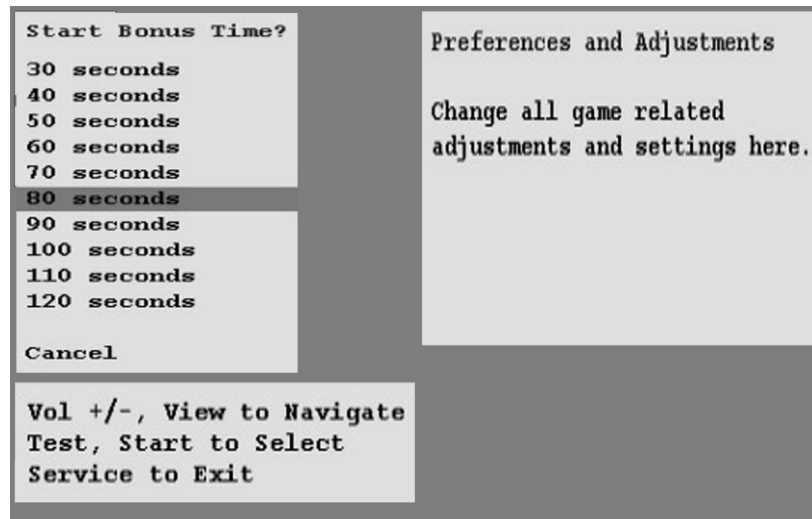 Start Bonus Time?
30 seconds
40 seconds
50 seconds
60 seconds
70 seconds
80 seconds
90 seconds
100 seconds
110 seconds
120 seconds
Cancel
Vol +/-, View to Navigate
Test, Start to Select
Service to Exit
Preferences and Adjustments
Change all game related
adjustments and settings here.